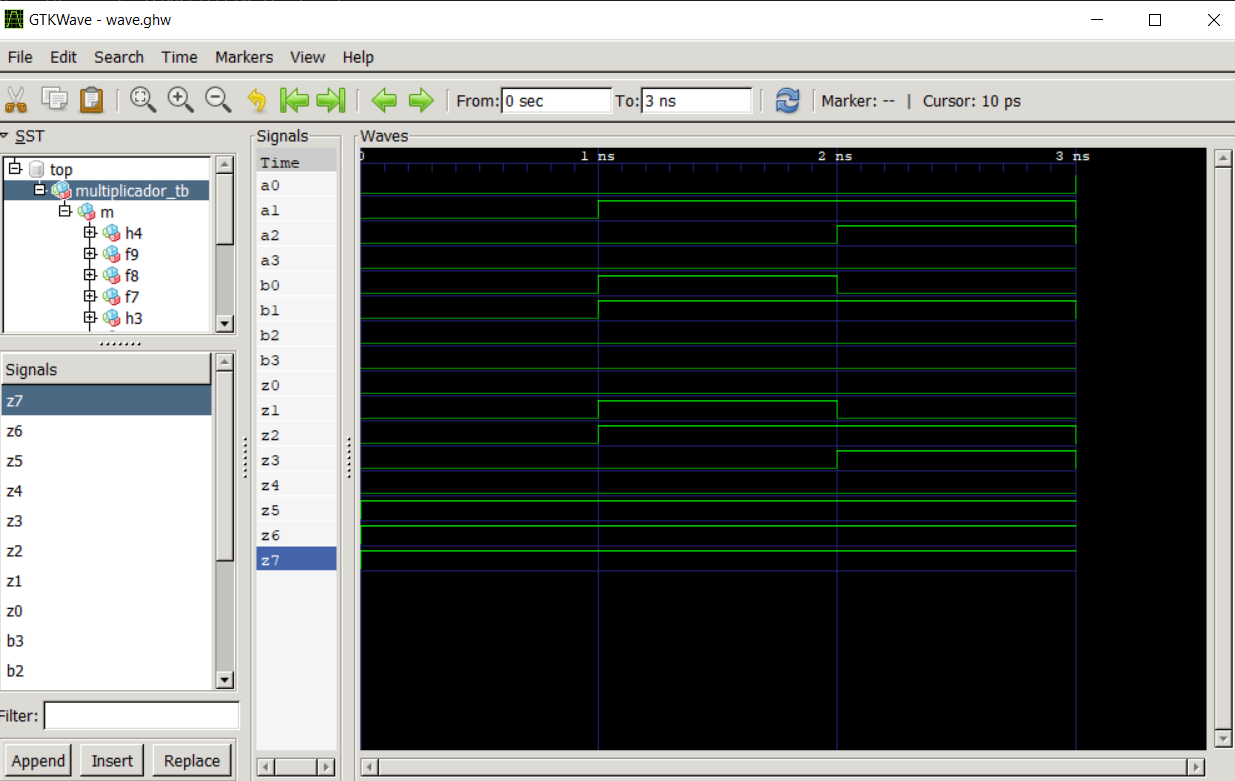 GTKWave - wave.ghw
File Edit Search Time Markers View Help
From: 0 sec To: 3 ns Marker: -- | Cursor: 10 ps
SST
top
multiplicador_tb
m
h4
f9
f8
f7
h3
Signals
z7
z6
z5
z4
z3
z2
z1
z0
b3
b2
Filter:
Append Insert Replace
Signals
Time
a0
a1
a2
a3
b0
b1
b2
b3
z0
z1
z2
z3
z4
z5
z6
z7
Waves
0 1 ns 2 ns 3 ns